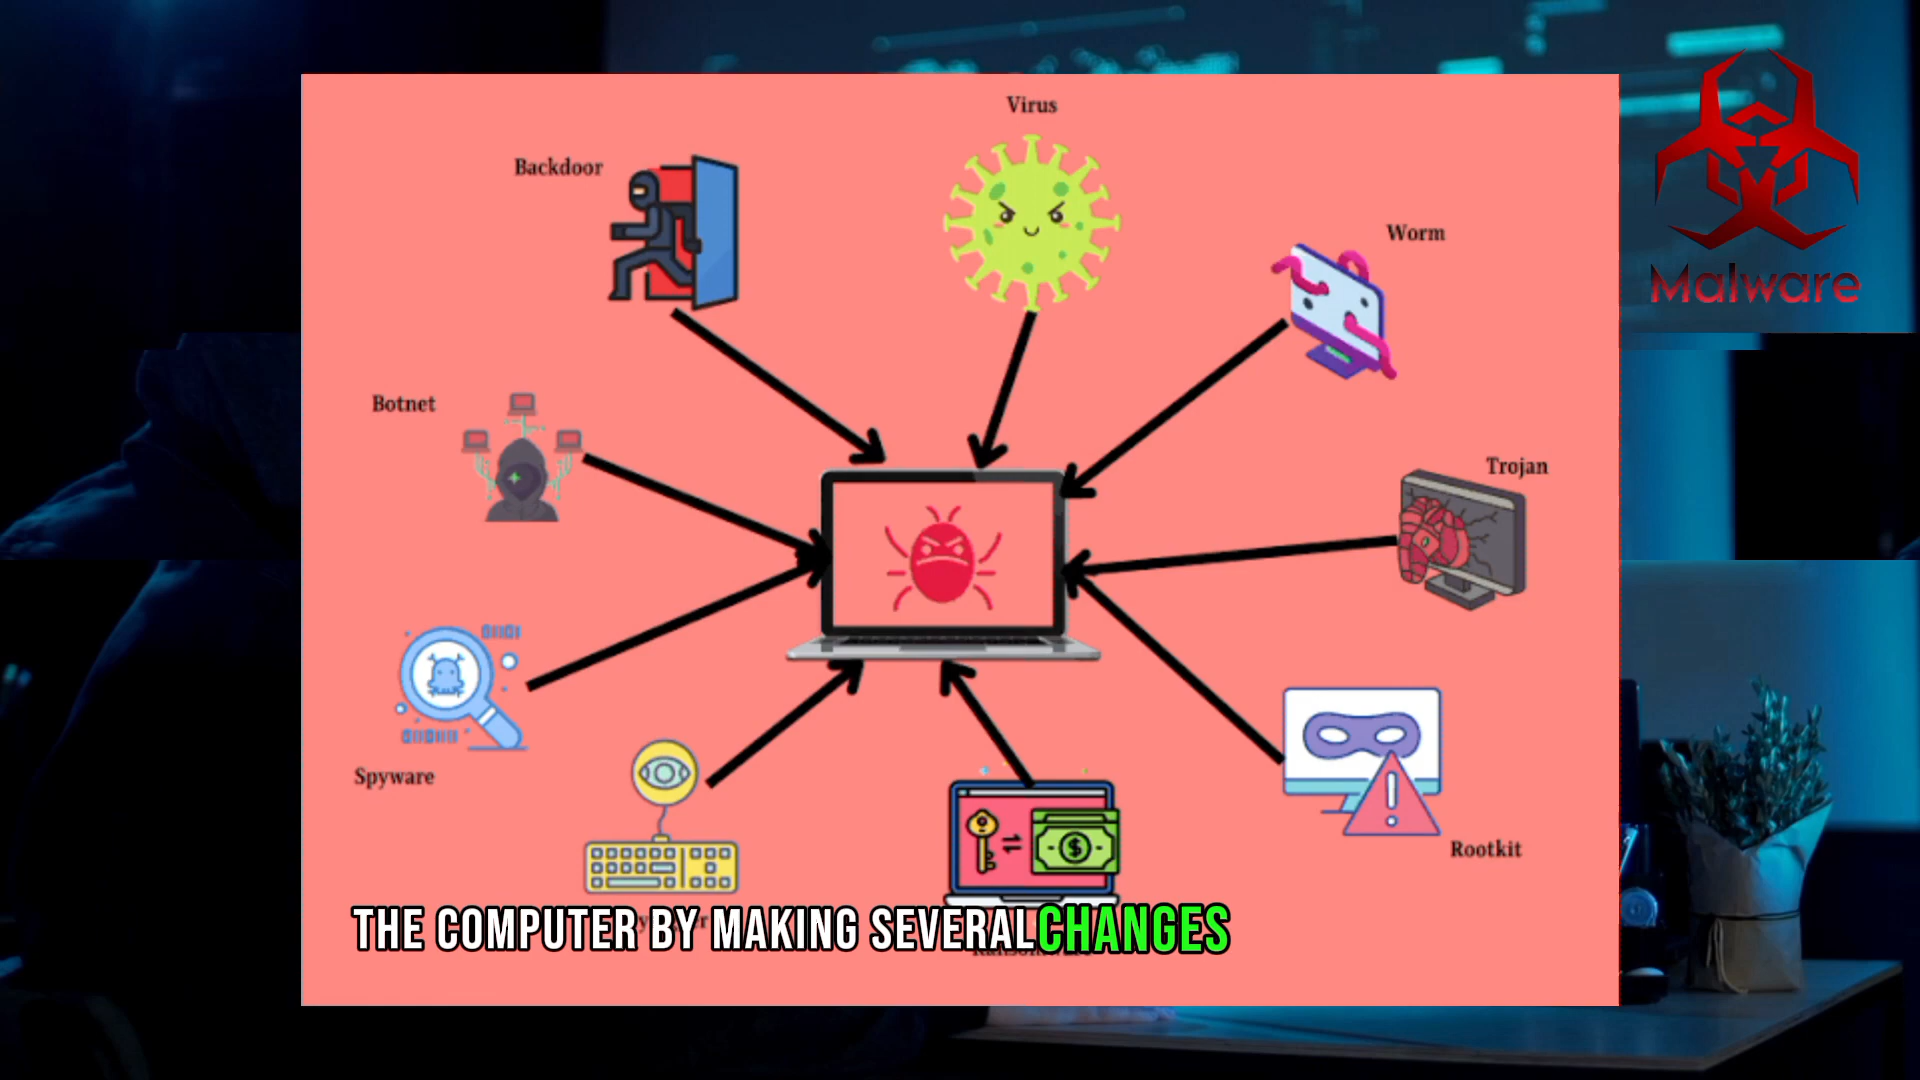 Virus
Backdoor
Worm
Malware
Botnet
Trojan
Spyware
Rootkit
THE COMPUTER BY MAKING SEVERAL CHANGES